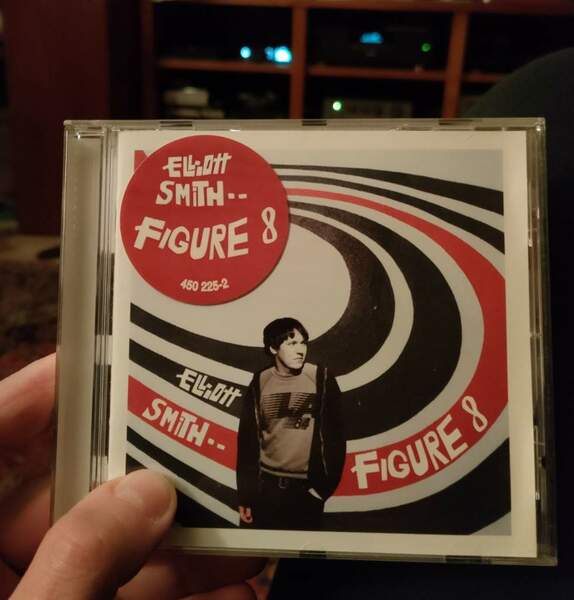 Elliott
Smith..
Figure 8
450 225-2
Elliott
Smith..
Figure 8